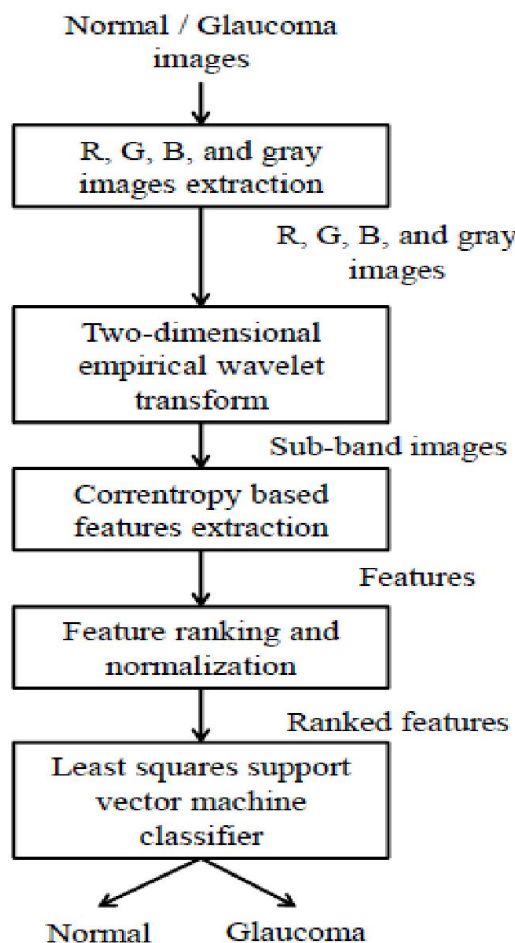 Normal / Glaucoma
images
R, G, B, and gray
images extraction
R, G, B, and gray
images
Two-dimensional
empirical wavelet
transform
Sub-band images
Correntropy based
features extraction
Features
Feature ranking and
normalization
Ranked features
Least squares support
vector machine
classifier
Normal Glaucoma